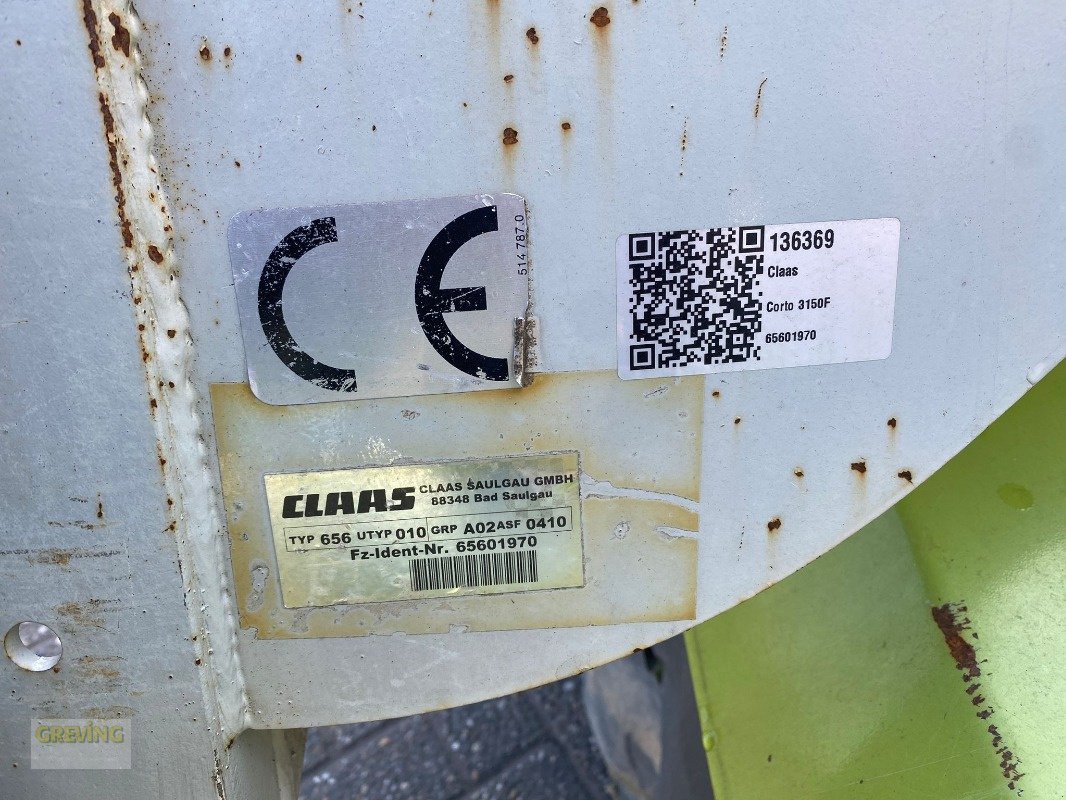 CE
514 787.0
136369
Claas
Corto 3150F
65601970
CLAAS CLAAS SAULGAU GMBH
88348 Bad Saulgau
TYP 656 UTYP 010 GRP A02 ASF 0410
Fz-Ident-Nr. 65601970
GREVING